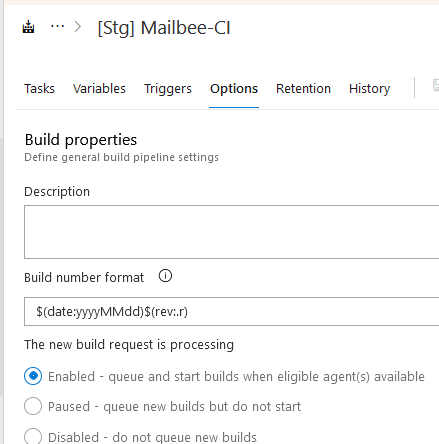 ··· > [Stg] Mailbee-CI
Tasks Variables Triggers Options Retention History
Build properties
Define general build pipeline settings
Description
Build number format
$(date:yyyyMMdd)$(rev:.r)
The new build request is processing
Enabled - queue and start builds when eligible agent(s) available
Paused - queue new builds but do not start
Disabled - do not queue new builds